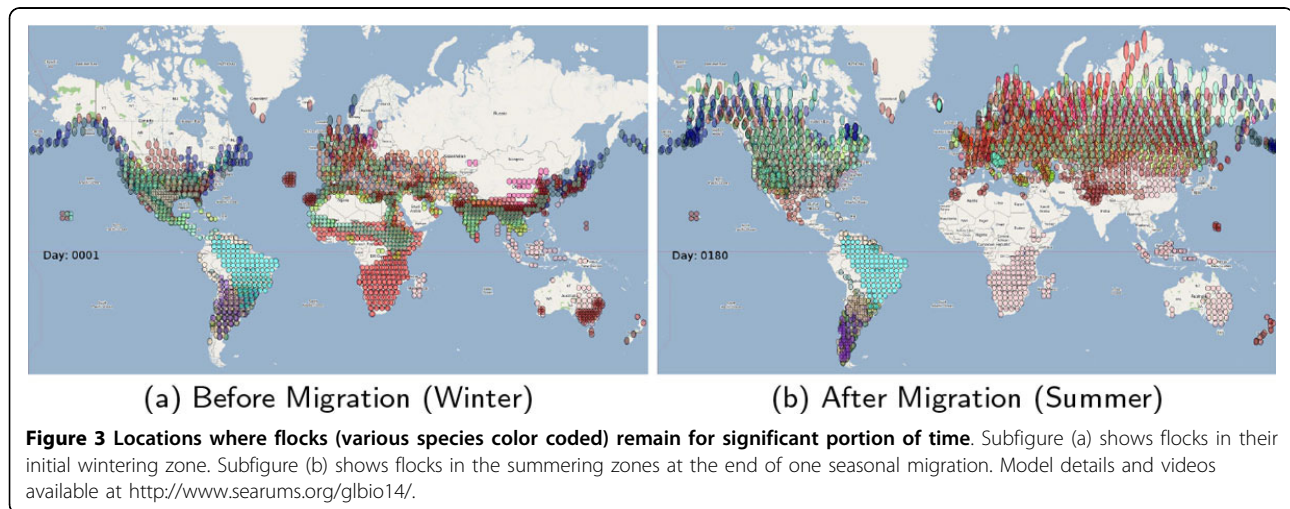 Day: 0001
Day: 0180
(a) Before Migration (Winter)
(b) After Migration (Summer)
Figure 3 Locations where flocks (various species color coded) remain for significant portion of time. Subfigure (a) shows flocks in their
initial wintering zone. Subfigure (b) shows flocks in the summering zones at the end of one seasonal migration. Model details and videos
available at http://www.searums.org/glbio14/.